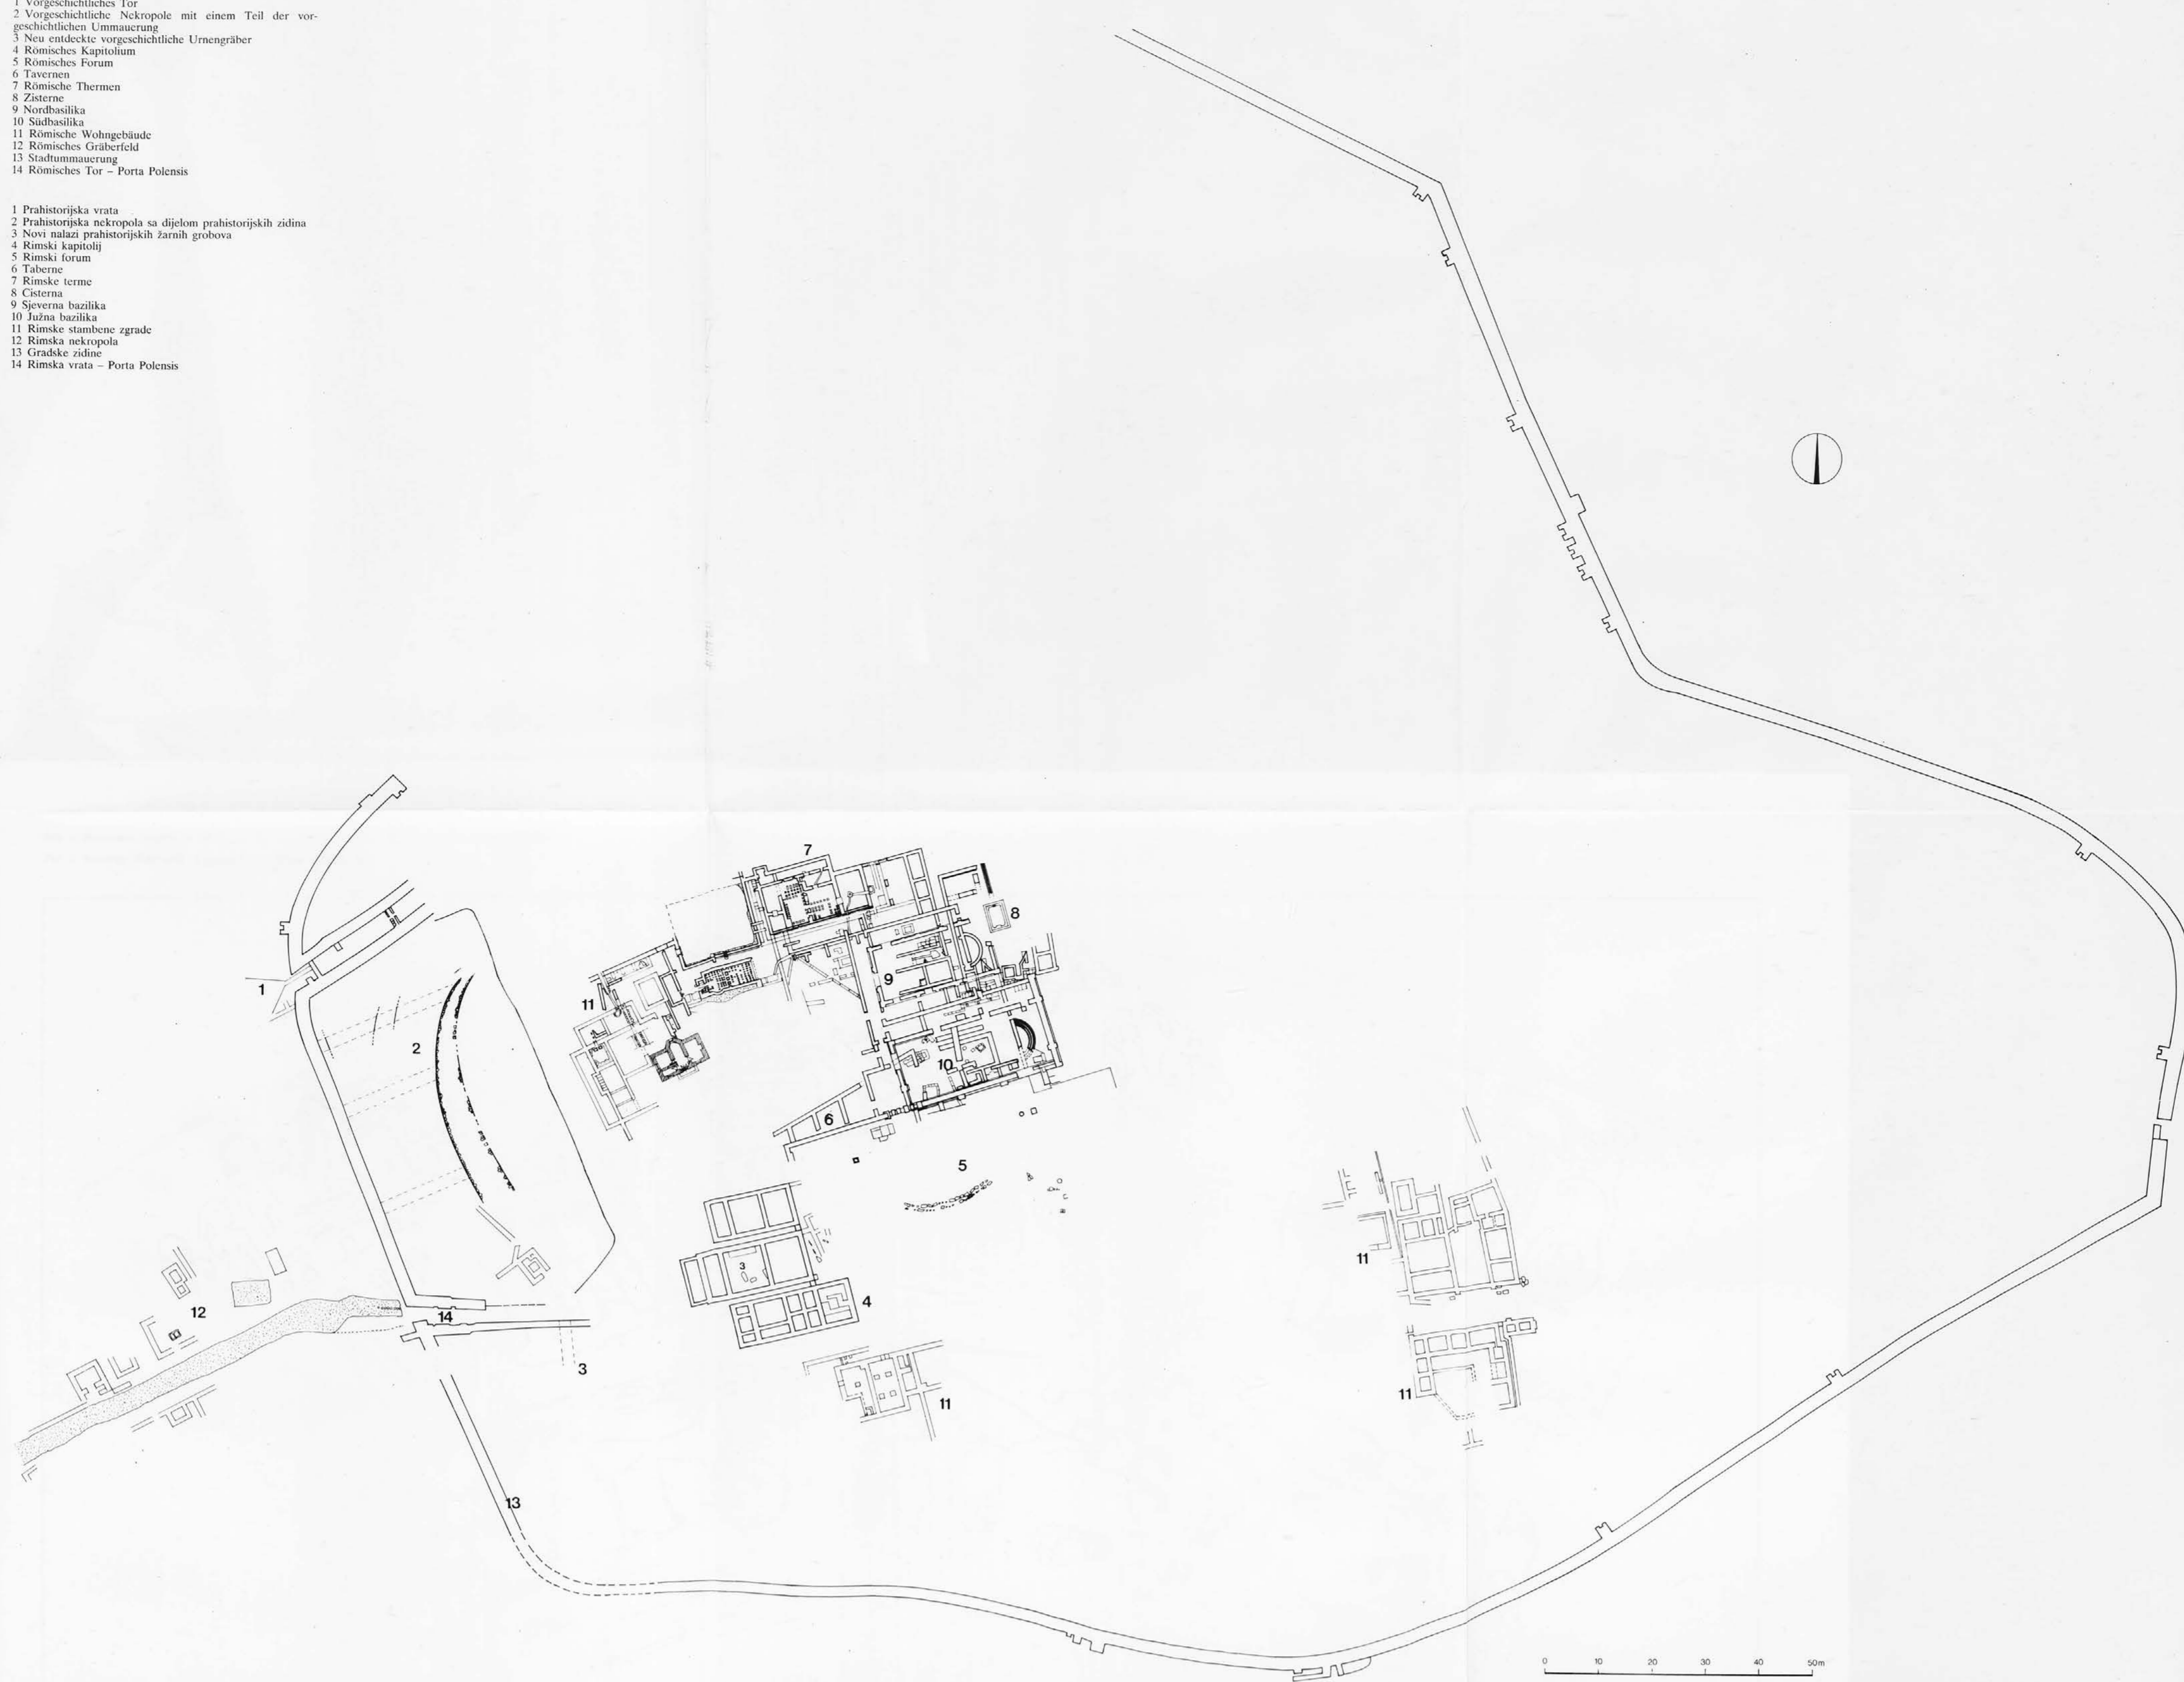 1 Vorgeschichtliches Tor
2 Vorgeschichtliche Nekropole mit einem Teil der vor-
geschichtlichen Ummauerung
3 Neu entdeckte vorgeschichtliche Urnengräber
4 Römisches Kapitolium
5 Römisches Forum
6 Tavernen
7 Römische Thermen
8 Zisterne
9 Nordbasilika
10 Südbasilika
11 Römische Wohngebäude
12 Römisches Gräberfeld
13 Stadtummauerung
14 Römisches Tor – Porta Polensis
1 Prahistorijska vrata
2 Prahistorijska nekropola sa dijelom prahistorijskih zidina
3 Novi nalazi prahistorijskih žarnih grobova
4 Rimski kapitolij
5 Rimski forum
6 Taberne
7 Rimske terme
8 Cisterna
9 Sjeverna bazilika
10 Južna bazilika
11 Rimske stambene zgrade
12 Rimska nekropola
13 Gradske zidine
14 Rimska vrata – Porta Polensis
7
8
9
1
11
2
10
6
5
11
3
12
4
14
3
11
11
13
0 10 20 30 40 50m